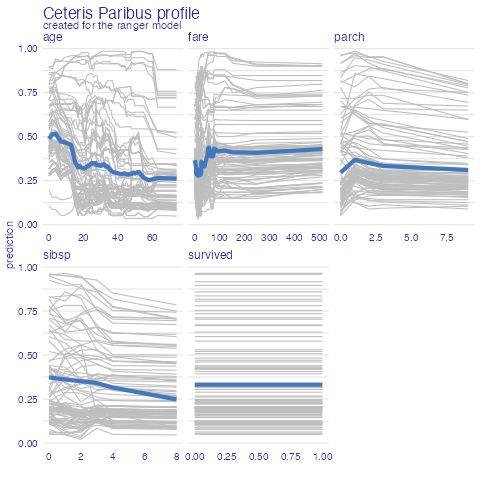 Ceteris Paribus profile
created for the ranger model
age fare parch
1.00
0.75
0.50
0.25
0.00
0 20 40 60 0 100 200 300 400 500 0.0 2.5 5.0 7.5
prediction
sibsp survived
1.00
0.75
0.50
0.25
0.00
0 2 4 6 8 0.00 0.25 0.50 0.75 1.00